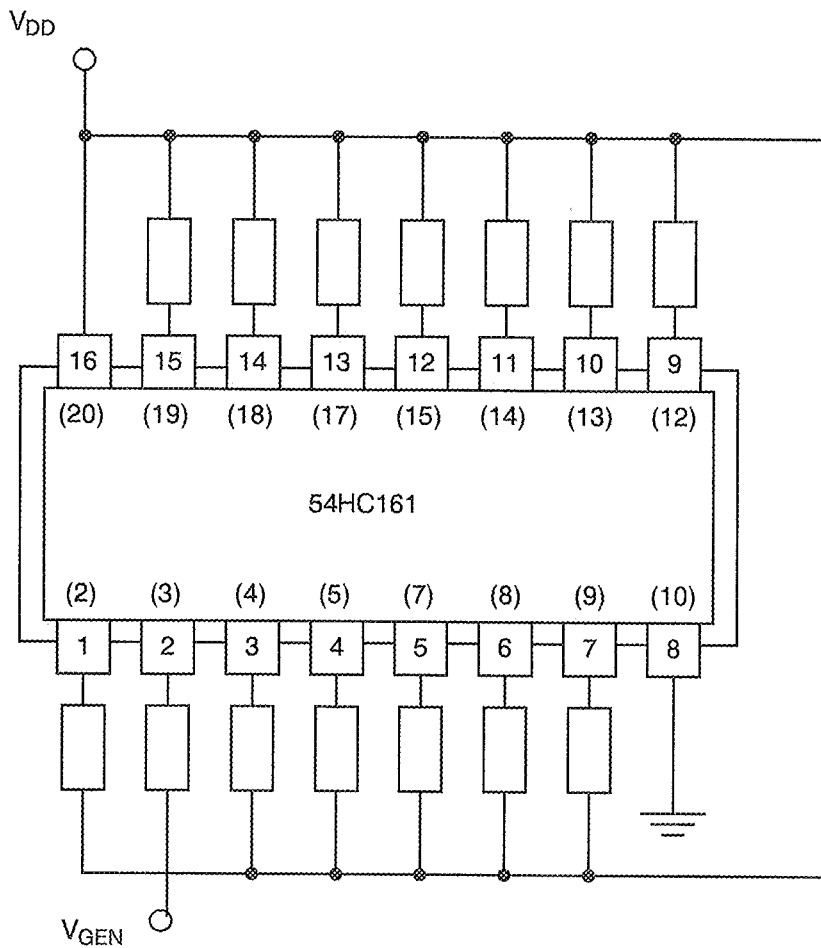 VDD
16 15 14 13 12 11 10 9
(20) (19) (18) (17) (15) (14) (13) (12)
54HC161
(2) (3) (4) (5) (7) (8) (9) (10)
1 2 3 4 5 6 7 8
VGEN